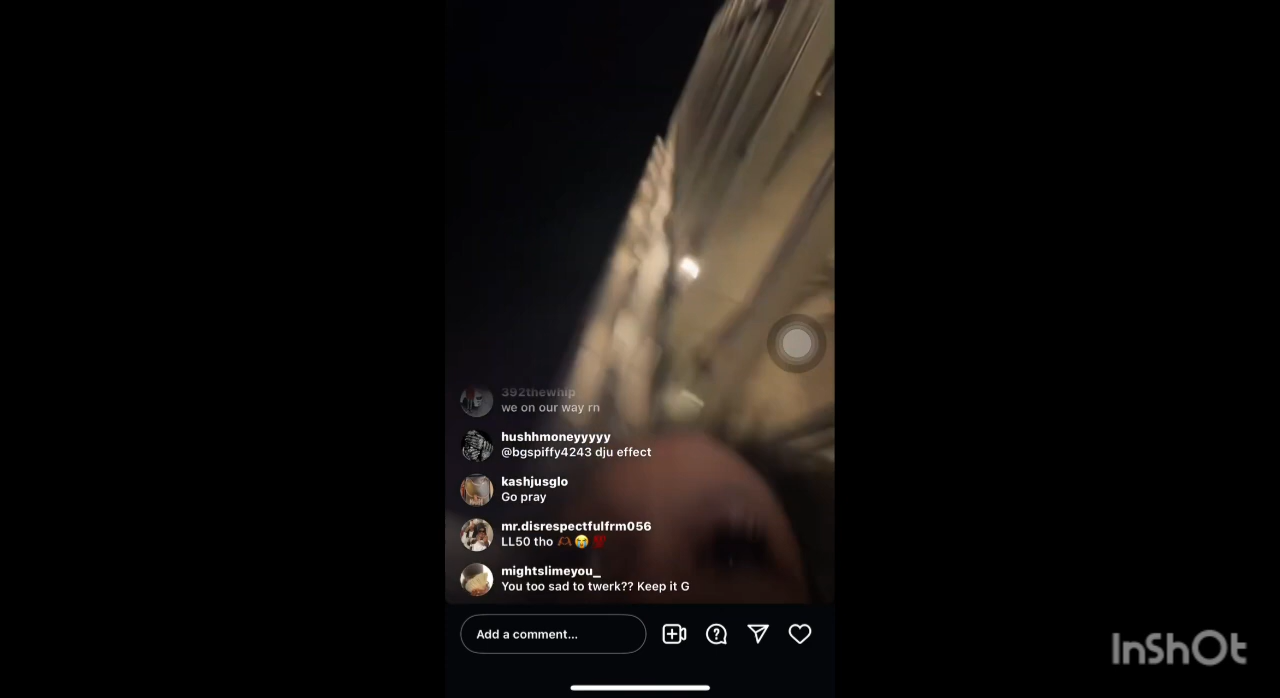 392thewhip
we on our way rn
hushhmoneyyyyy
@bgspiffy4243 dju effect
kashjusglo
Go pray
mr.disrespectfulfrm056
LL50 tho 🫶🏾😭💯
mightslimeyou_
You too sad to twerk?? Keep it G
Add a comment...
InShOt